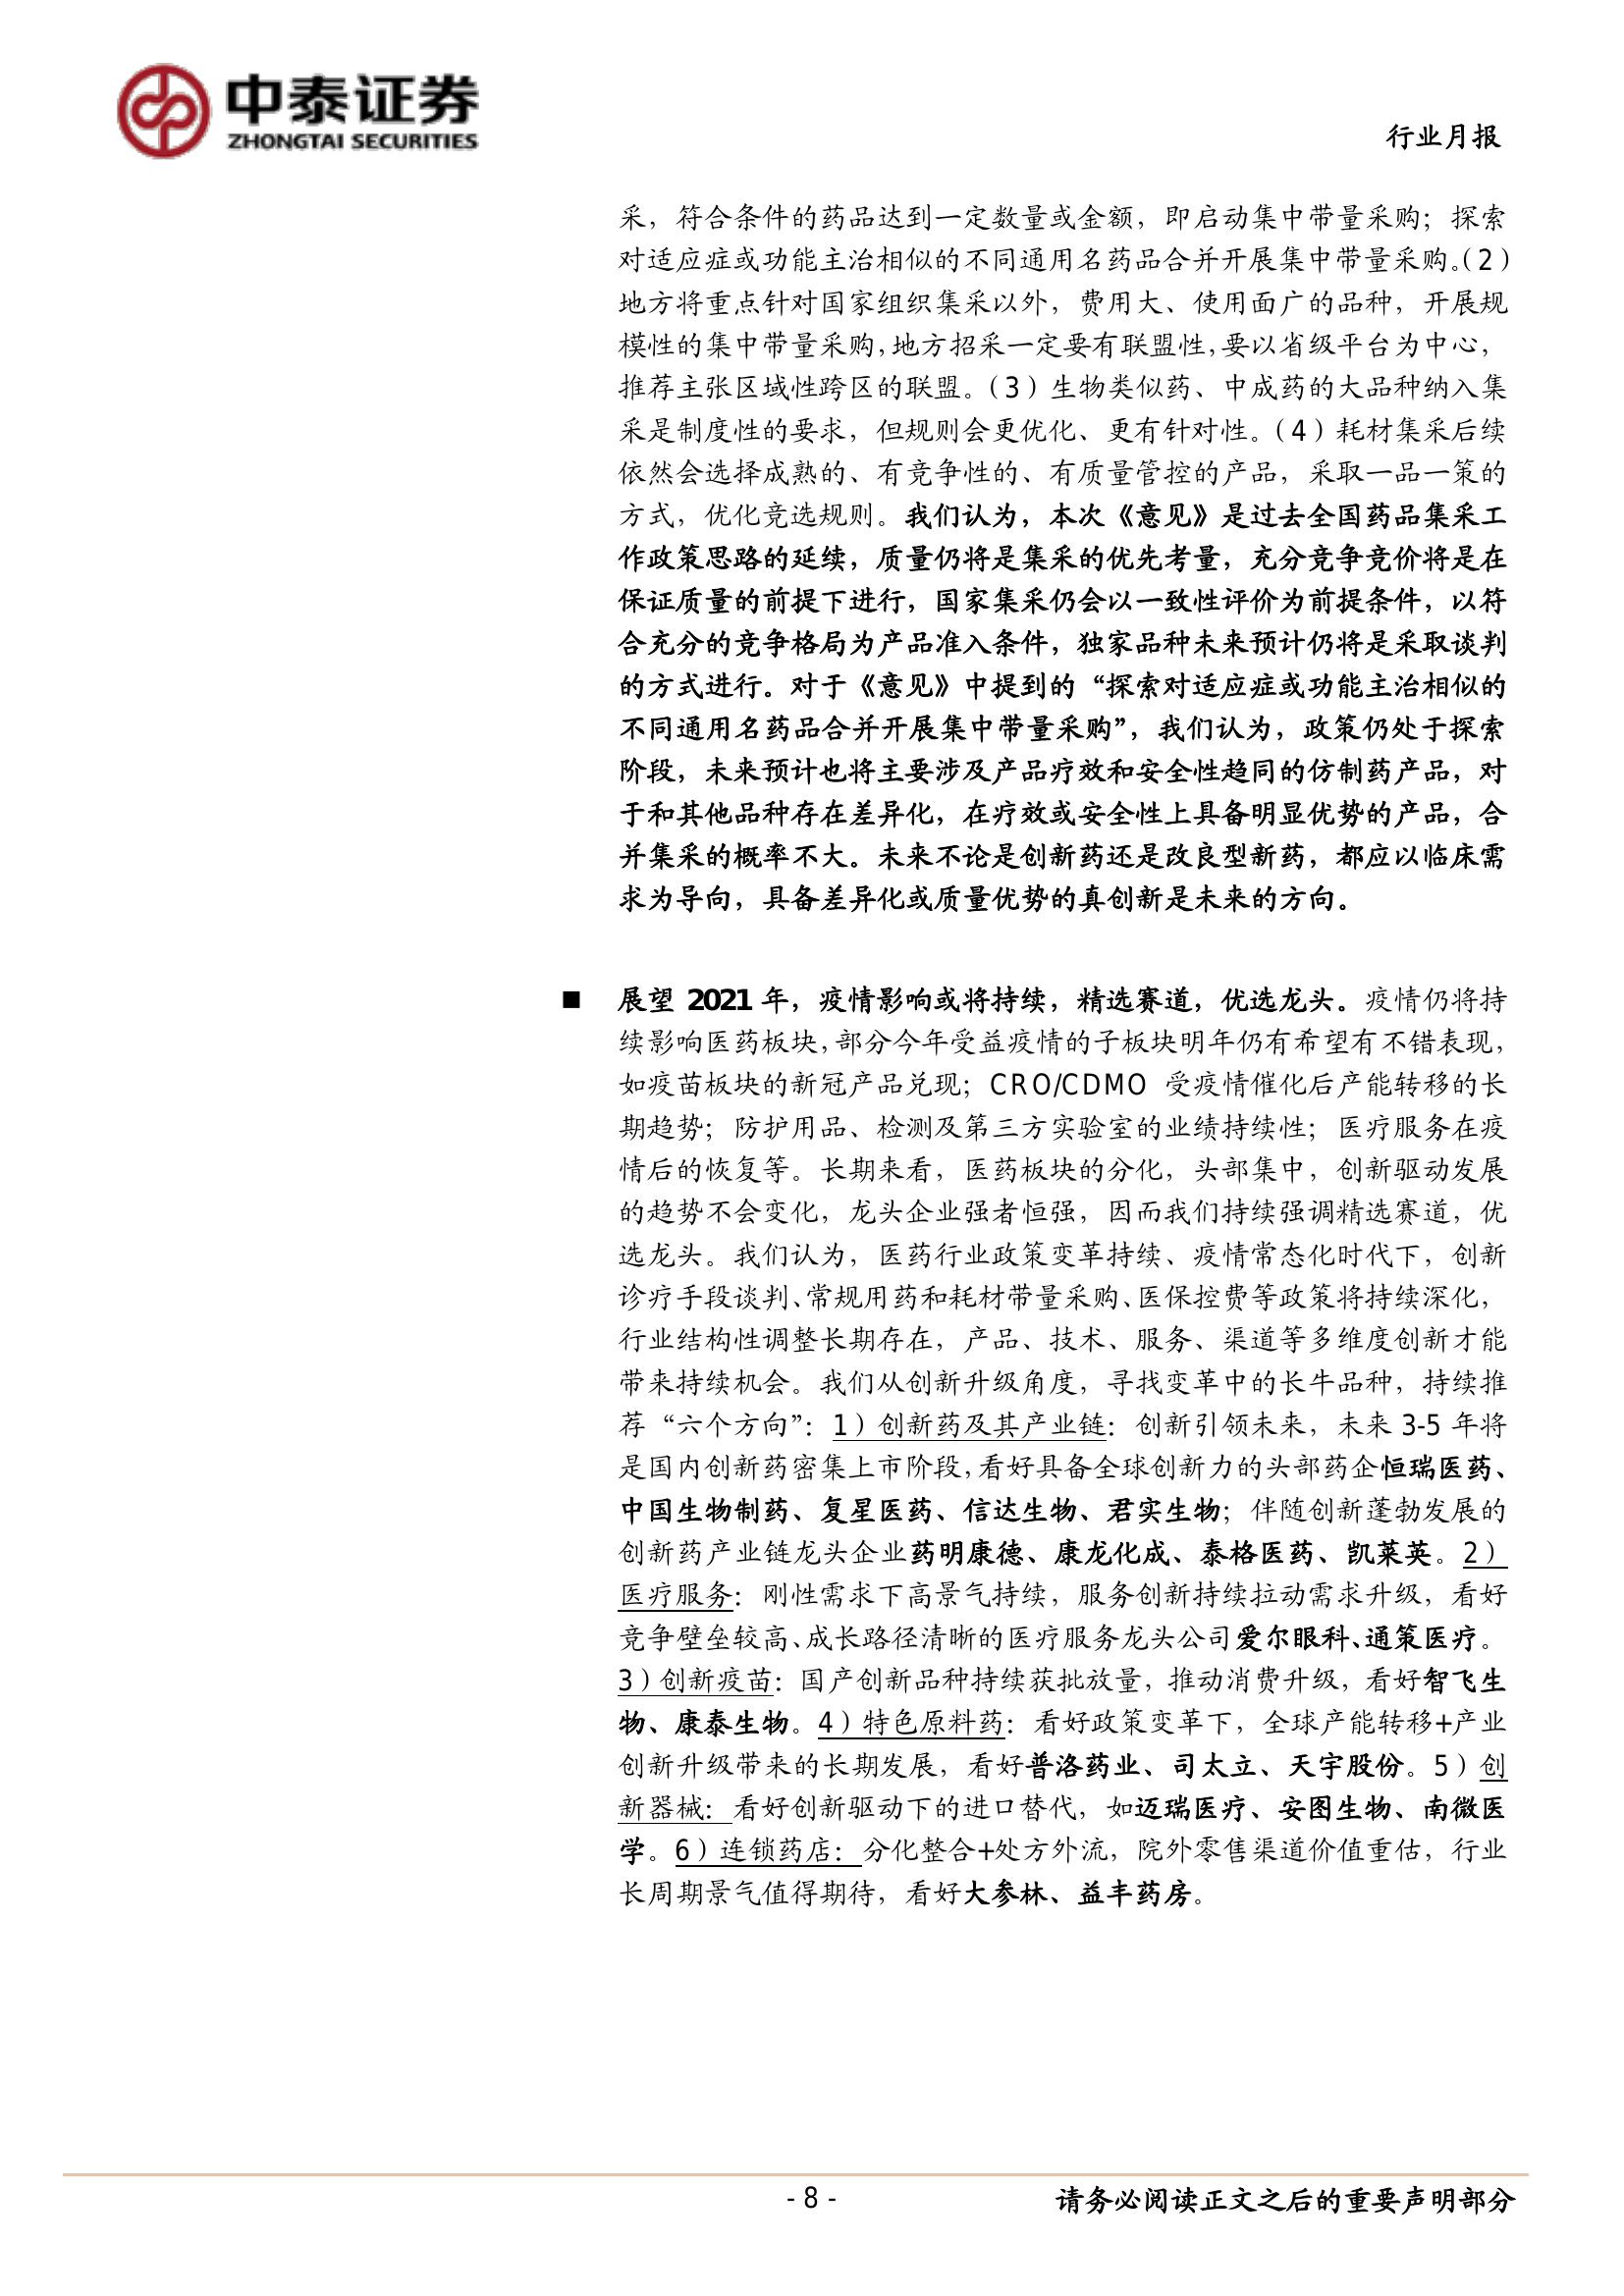 中泰证券
ZHONGTAI SECURITIES
行业月报
采，符合条件的药品达到一定数量或金额，即启动集中带量采购；探索
对适应症或功能主治相似的不同通用名药品合并开展集中带量采购。（2）
地方将重点针对国家组织集采以外，费用大、使用面广的品种，开展规
模性的集中带量采购，地方招采一定要有联盟性，要以省级平台为中心，
推荐主张区域性跨区的联盟。（3）生物类似药、中成药的大品种纳入集
采是制度性的要求，但规则会更优化、更有针对性。（4）耗材集采后续
依然会选择成熟的、有竞争性的、有质量管控的产品，采取一品一策的
方式，优化竞选规则。我们认为，本次《意见》是过去全国药品集采工
作政策思路的延续，质量仍将是集采的优先考量，充分竞争竞价将是在
保证质量的前提下进行，国家集采仍会以一致性评价为前提条件，以符
合充分的竞争格局为产品准入条件，独家品种未来预计仍将是采取谈判
的方式进行。对于《意见》中提到的“探索对适应症或功能主治相似的
不同通用名药品合并开展集中带量采购”，我们认为，政策仍处于探索
阶段，未来预计也将主要涉及产品疗效和安全性趋同的仿制药产品，对
于和其他品种存在差异化，在疗效或安全性上具备明显优势的产品，合
并集采的概率不大。未来不论是创新药还是改良型新药，都应以临床需
求为导向，具备差异化或质量优势的真创新是未来的方向。
■ 展望 2021 年，疫情影响或将持续，精选赛道，优选龙头。疫情仍将持
续影响医药板块，部分今年受益疫情的子板块明年仍有希望有不错表现，
如疫苗板块的新冠产品兑现；CRO/CDMO 受疫情催化后产能转移的长
期趋势；防护用品、检测及第三方实验室的业绩持续性；医疗服务在疫
情后的恢复等。长期来看，医药板块的分化，头部集中，创新驱动发展
的趋势不会变化，龙头企业强者恒强，因而我们持续强调精选赛道，优
选龙头。我们认为，医药行业政策变革持续、疫情常态化时代下，创新
诊疗手段谈判、常规用药和耗材带量采购、医保控费等政策将持续深化，
行业结构性调整长期存在，产品、技术、服务、渠道等多维度创新才能
带来持续机会。我们从创新升级角度，寻找变革中的长牛品种，持续推
荐“六个方向”：1）创新药及其产业链：创新引领未来，未来 3-5 年将
是国内创新药密集上市阶段，看好具备全球创新力的头部药企恒瑞医药、
中国生物制药、复星医药、信达生物、君实生物；伴随创新蓬勃发展的
创新药产业链龙头企业药明康德、康龙化成、泰格医药、凯莱英。2）
医疗服务：刚性需求下高景气持续，服务创新持续拉动需求升级，看好
竞争壁垒较高、成长路径清晰的医疗服务龙头公司爱尔眼科、通策医疗。
3）创新疫苗：国产创新品种持续获批放量，推动消费升级，看好智飞生
物、康泰生物。4）特色原料药：看好政策变革下，全球产能转移+产业
创新升级带来的长期发展，看好普洛药业、司太立、天宇股份。5）创
新器械：看好创新驱动下的进口替代，如迈瑞医疗、安图生物、南微医
学。6）连锁药店：分化整合+处方外流，院外零售渠道价值重估，行业
长周期景气值得期待，看好大参林、益丰药房。
- 8 -
请务必阅读正文之后的重要声明部分